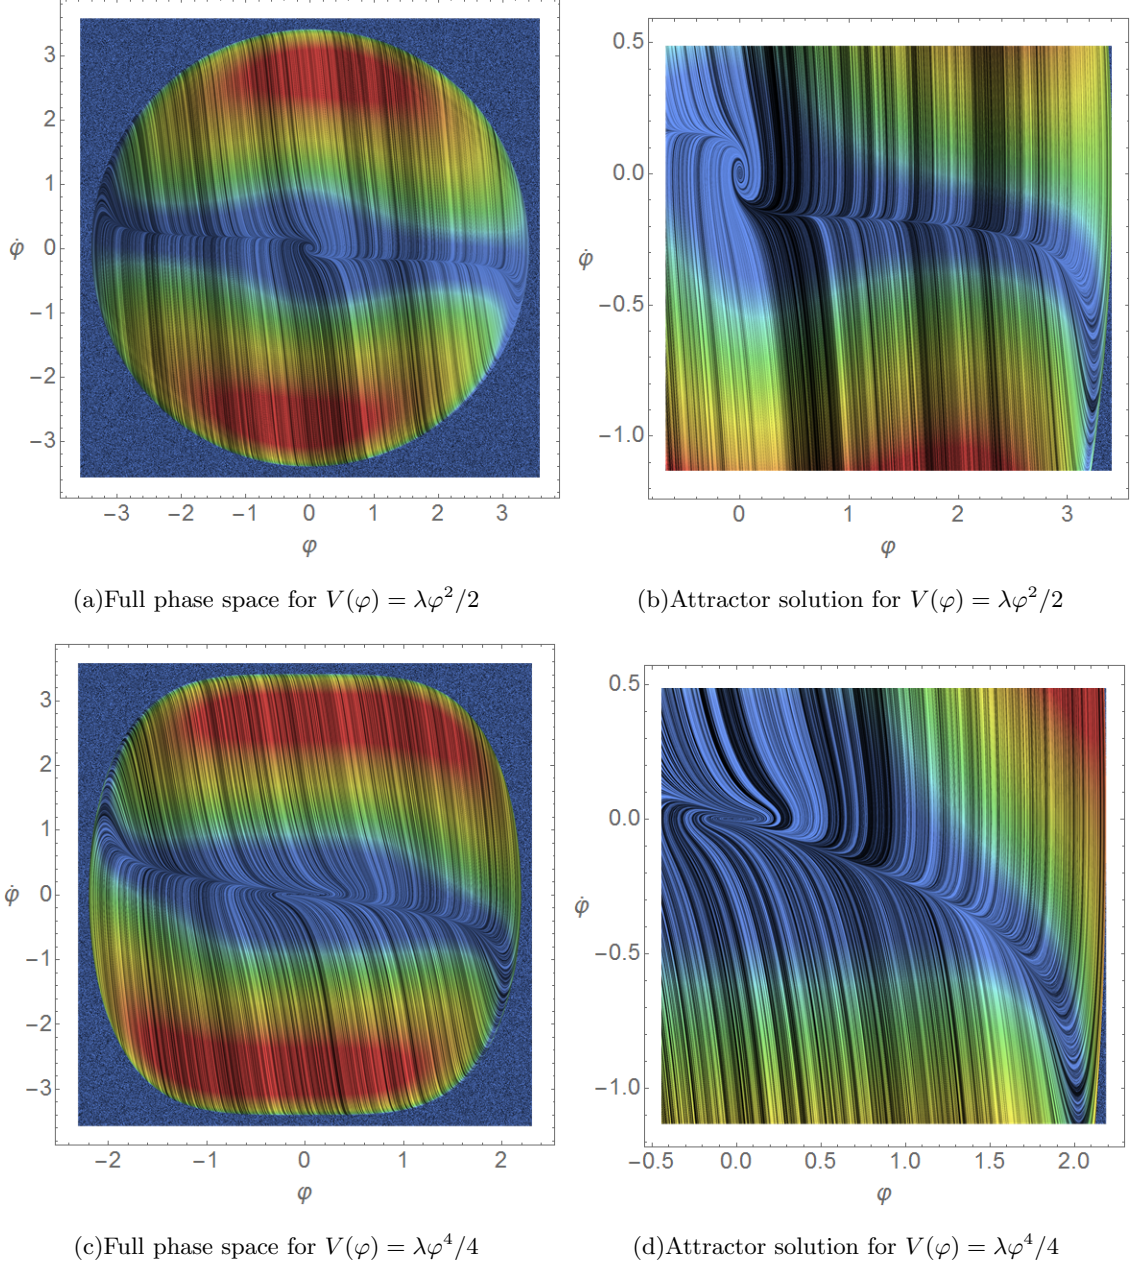 3
2
1
0
−1
−2
−3
φ̇
−3 −2 −1 0 1 2 3
φ
0.5
0.0
−0.5
−1.0
φ̇
0 1 2 3
φ
(a)Full phase space for V(φ) = λφ²/2
(b)Attractor solution for V(φ) = λφ²/2
3
2
1
0
−1
−2
−3
φ̇
−2 −1 0 1 2
φ
0.5
0.0
−0.5
−1.0
φ̇
−0.5 0.0 0.5 1.0 1.5 2.0
φ
(c)Full phase space for V(φ) = λφ⁴/4
(d)Attractor solution for V(φ) = λφ⁴/4